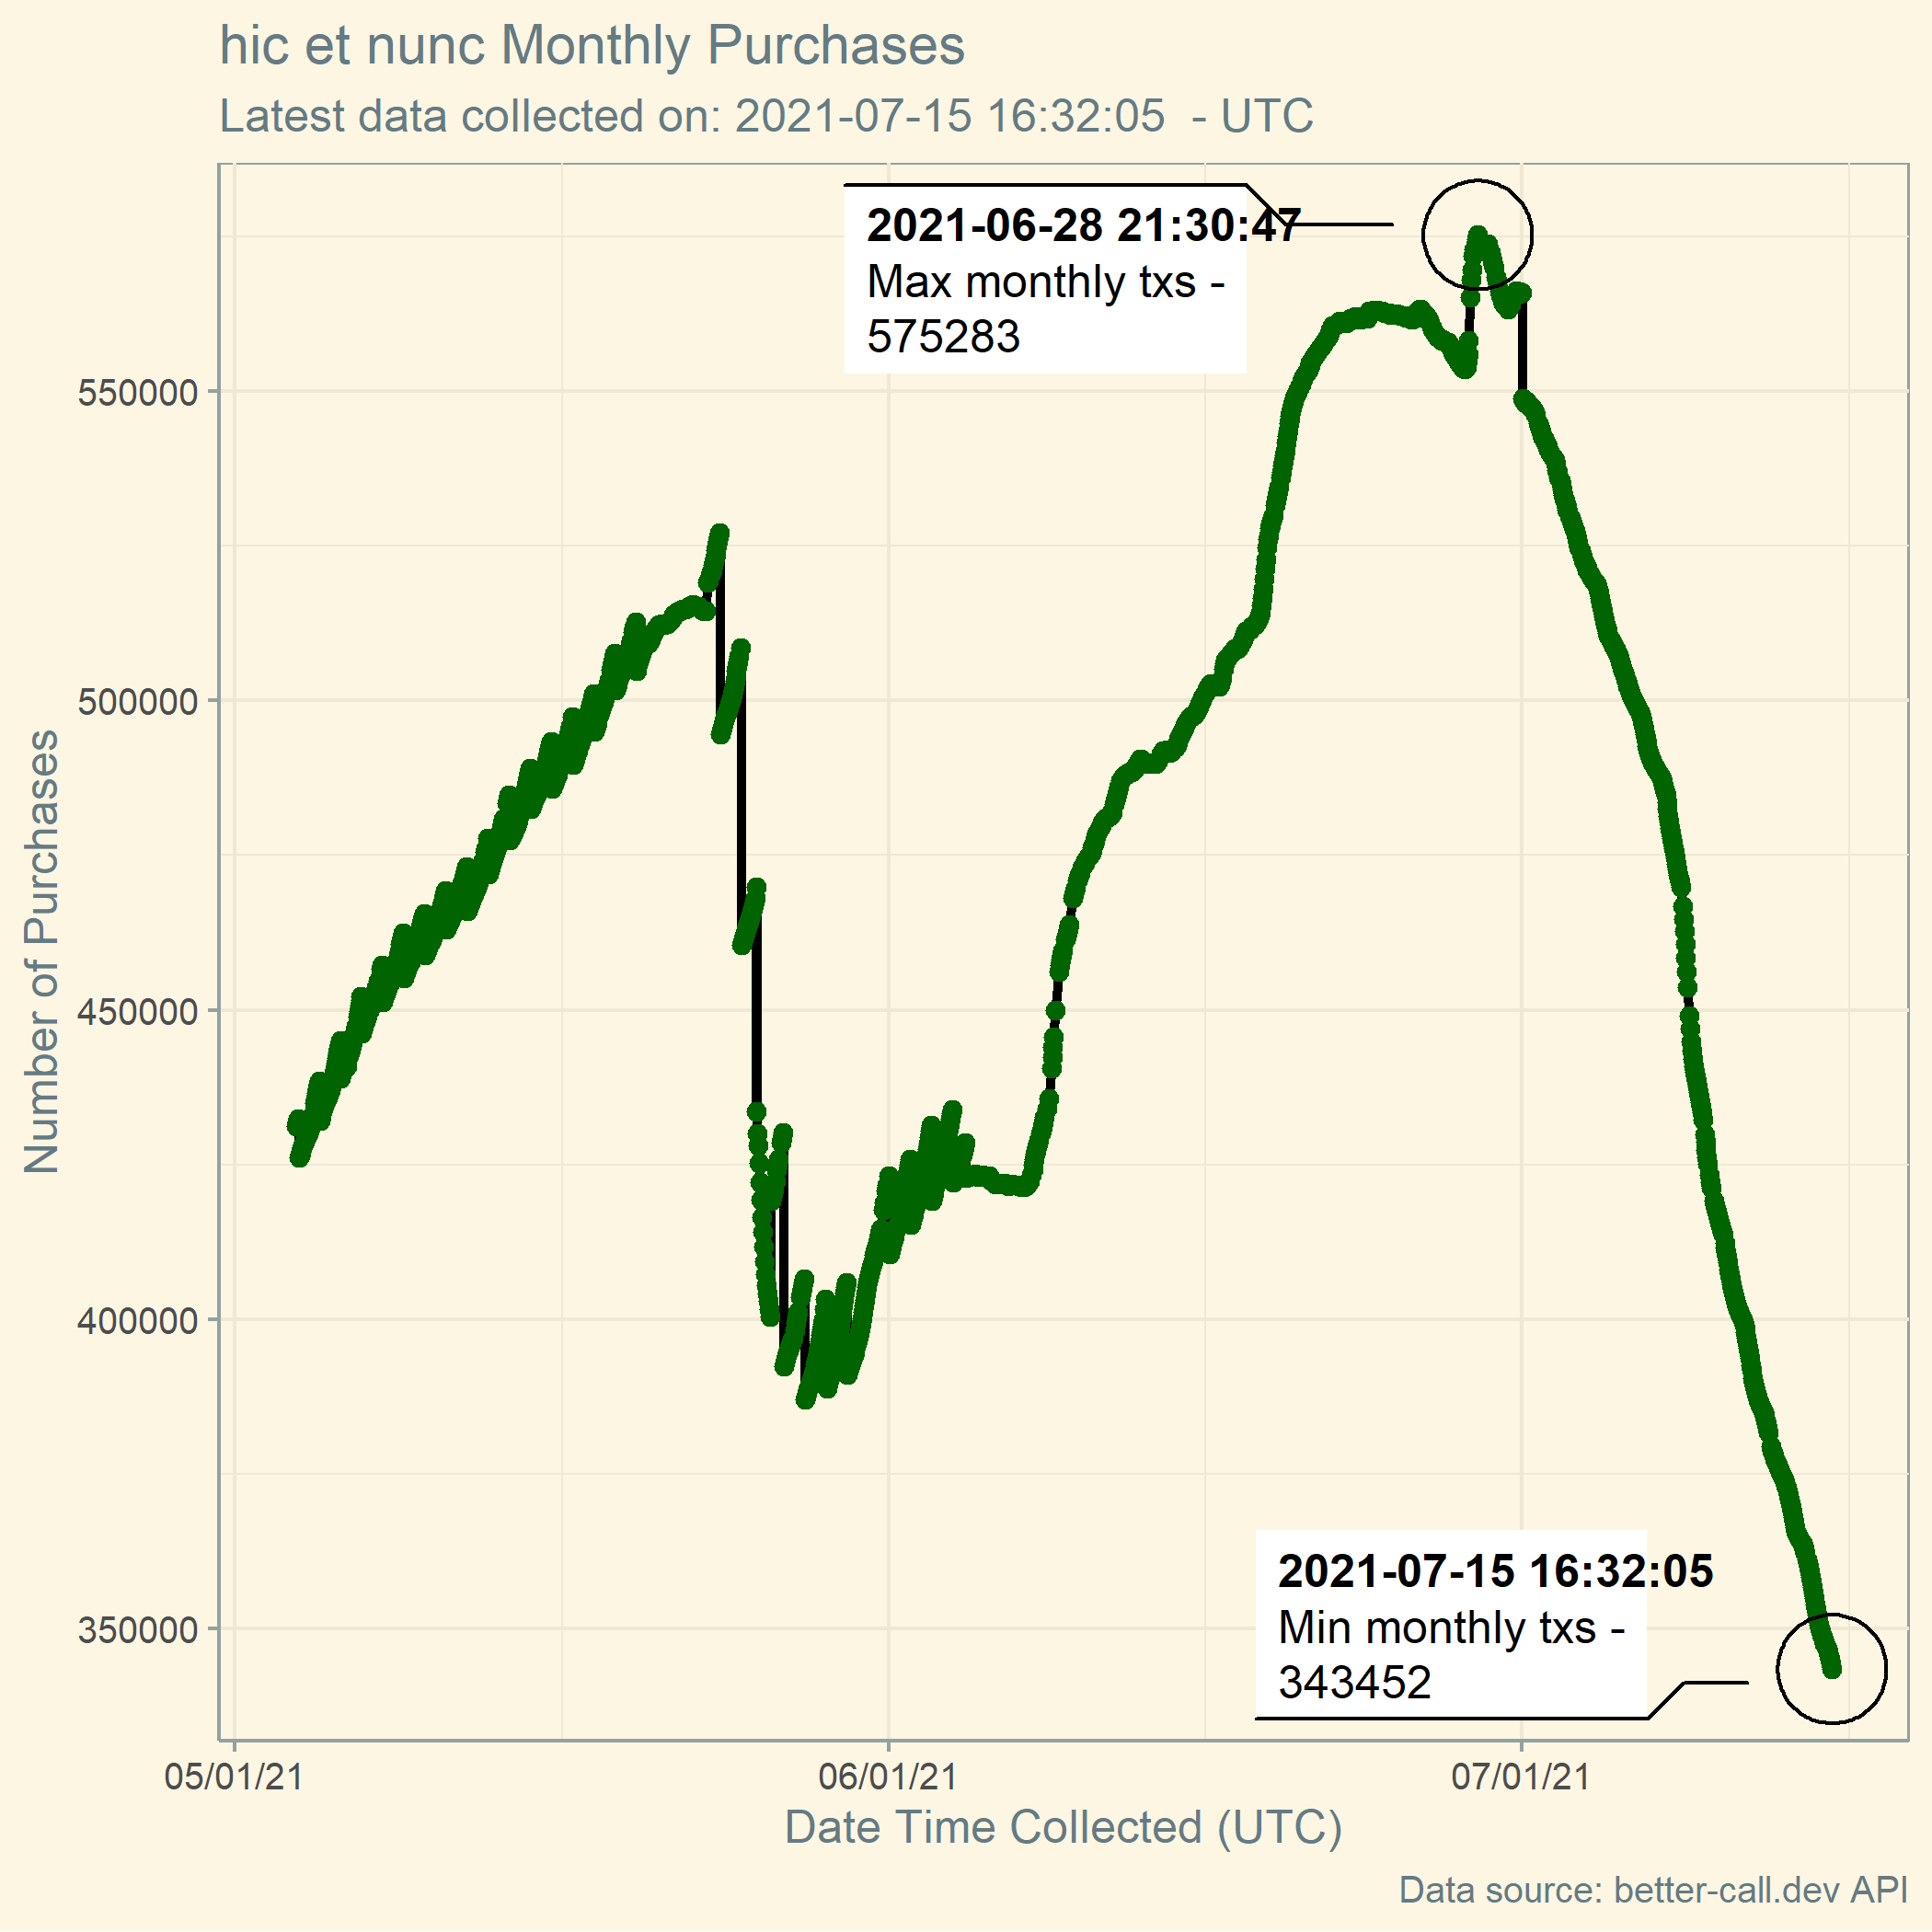 hic et nunc Monthly Purchases
Latest data collected on: 2021-07-15 16:32:05  - UTC
2021-06-28 21:30:47
Max monthly txs -
575283
Number of Purchases
550000
500000
450000
400000
350000
2021-07-15 16:32:05
Min monthly txs -
343452
05/01/21
06/01/21
07/01/21
Date Time Collected (UTC)
Data source: better-call.dev API